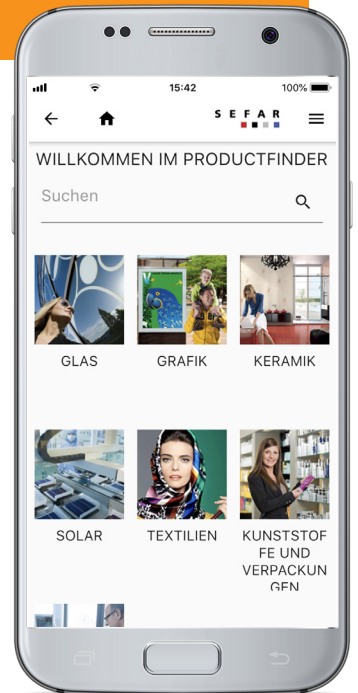 15:42
100%
SEFAR
WILLKOMMEN IM PRODUCTFINDER
Suchen
GLAS
GRAFIK
KERAMIK
SOLAR
TEXTILIEN
KUNSTSTOF
FE UND
VERPACKUN
GEN